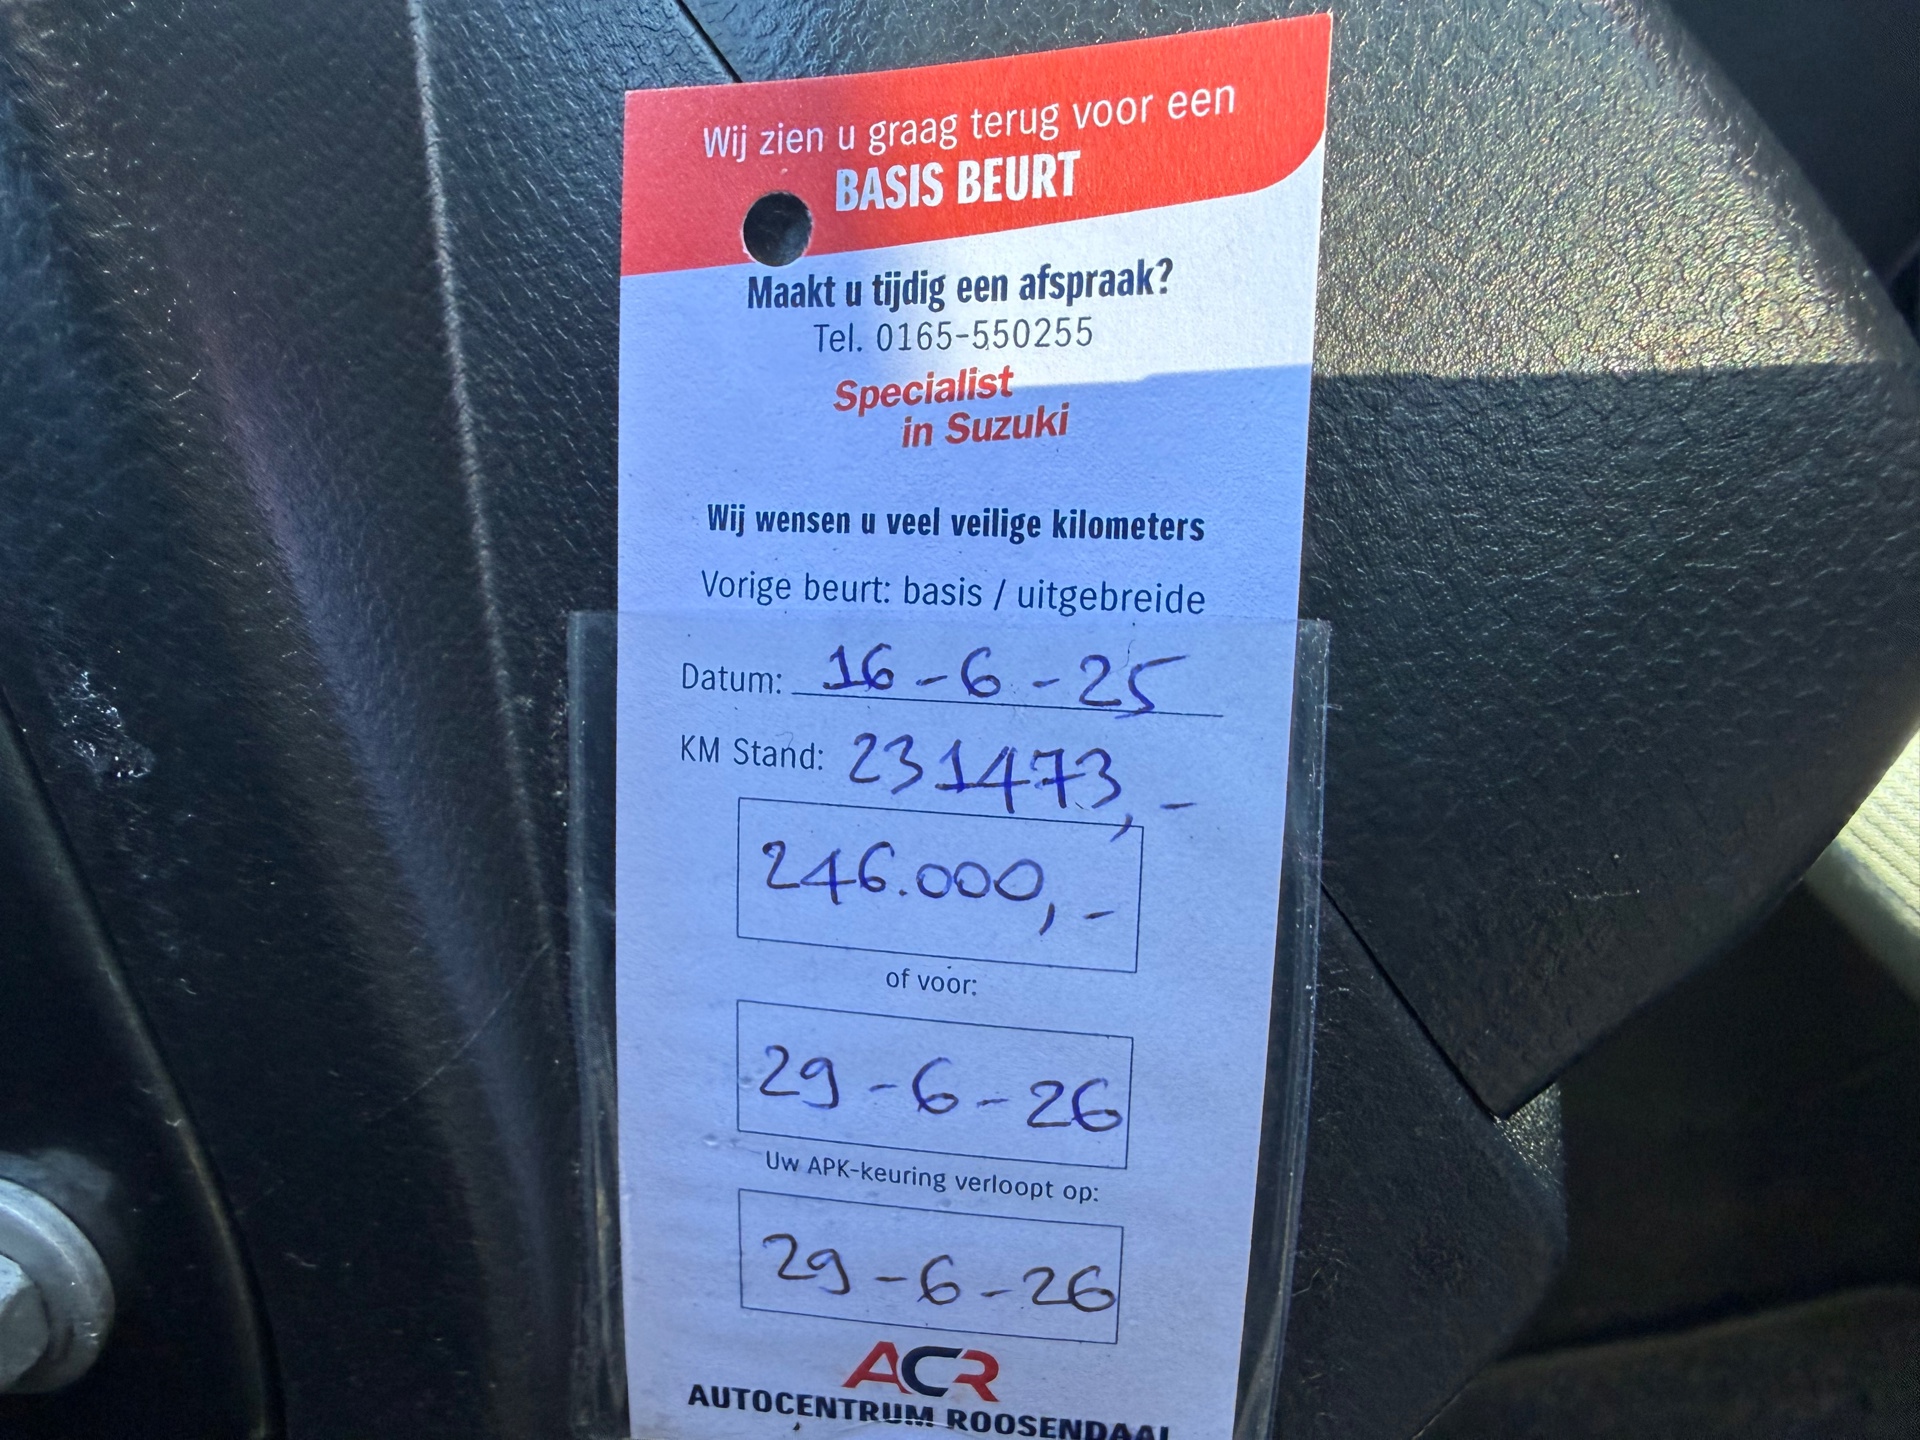 Wij zien u graag terug voor een
BASIS BEURT
Maakt u tijdig een afspraak?
Tel. 0165-550255
Specialist
in Suzuki
Wij wensen u veel veilige kilometers
Vorige beurt: basis / uitgebreide
Datum: 16-6-25
KM Stand: 231473,-
246.000,-
of voor:
29-6-26
Uw APK-keuring verloopt op:
29-6-26
ACR
AUTOCENTRUM ROOSENDAAL